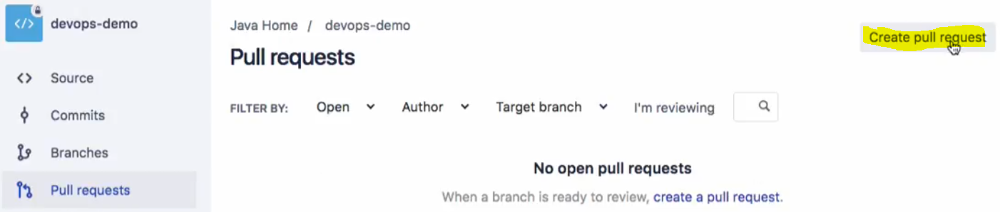 devops-demo
Source
Commits
Branches
Pull requests
Java Home / devops-demo
Pull requests
Create pull request
FILTER BY: Open Author Target branch I'm reviewing
No open pull requests
When a branch is ready to review, create a pull request.